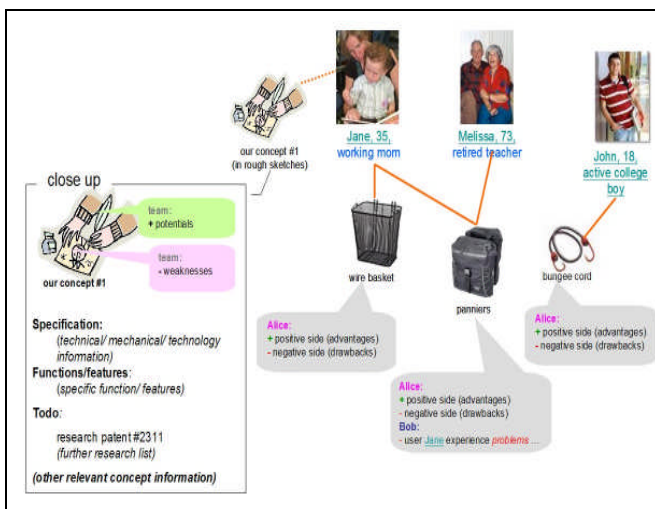 our concept #1
(in rough sketches)
Jane, 35,
working mom
Melissa, 73,
retired teacher
John, 18,
active college
boy
close up
team:
+ potentials
team:
- weaknesses
our concept #1
Specification:
(technical/ mechanical/ technology
information)
Functions/features:
(specific function/ features)
Todo:
research patent #2311
(further research list)
(other relevant concept information)
wire basket
Alice:
+ positive side (advantages)
- negative side (drawbacks)
panniers
Alice:
+ positive side (advantages)
- negative side (drawbacks)
Bob:
- user Jane experience problems ...
bungee cord
Alice:
+ positive side (advantages)
- negative side (drawbacks)